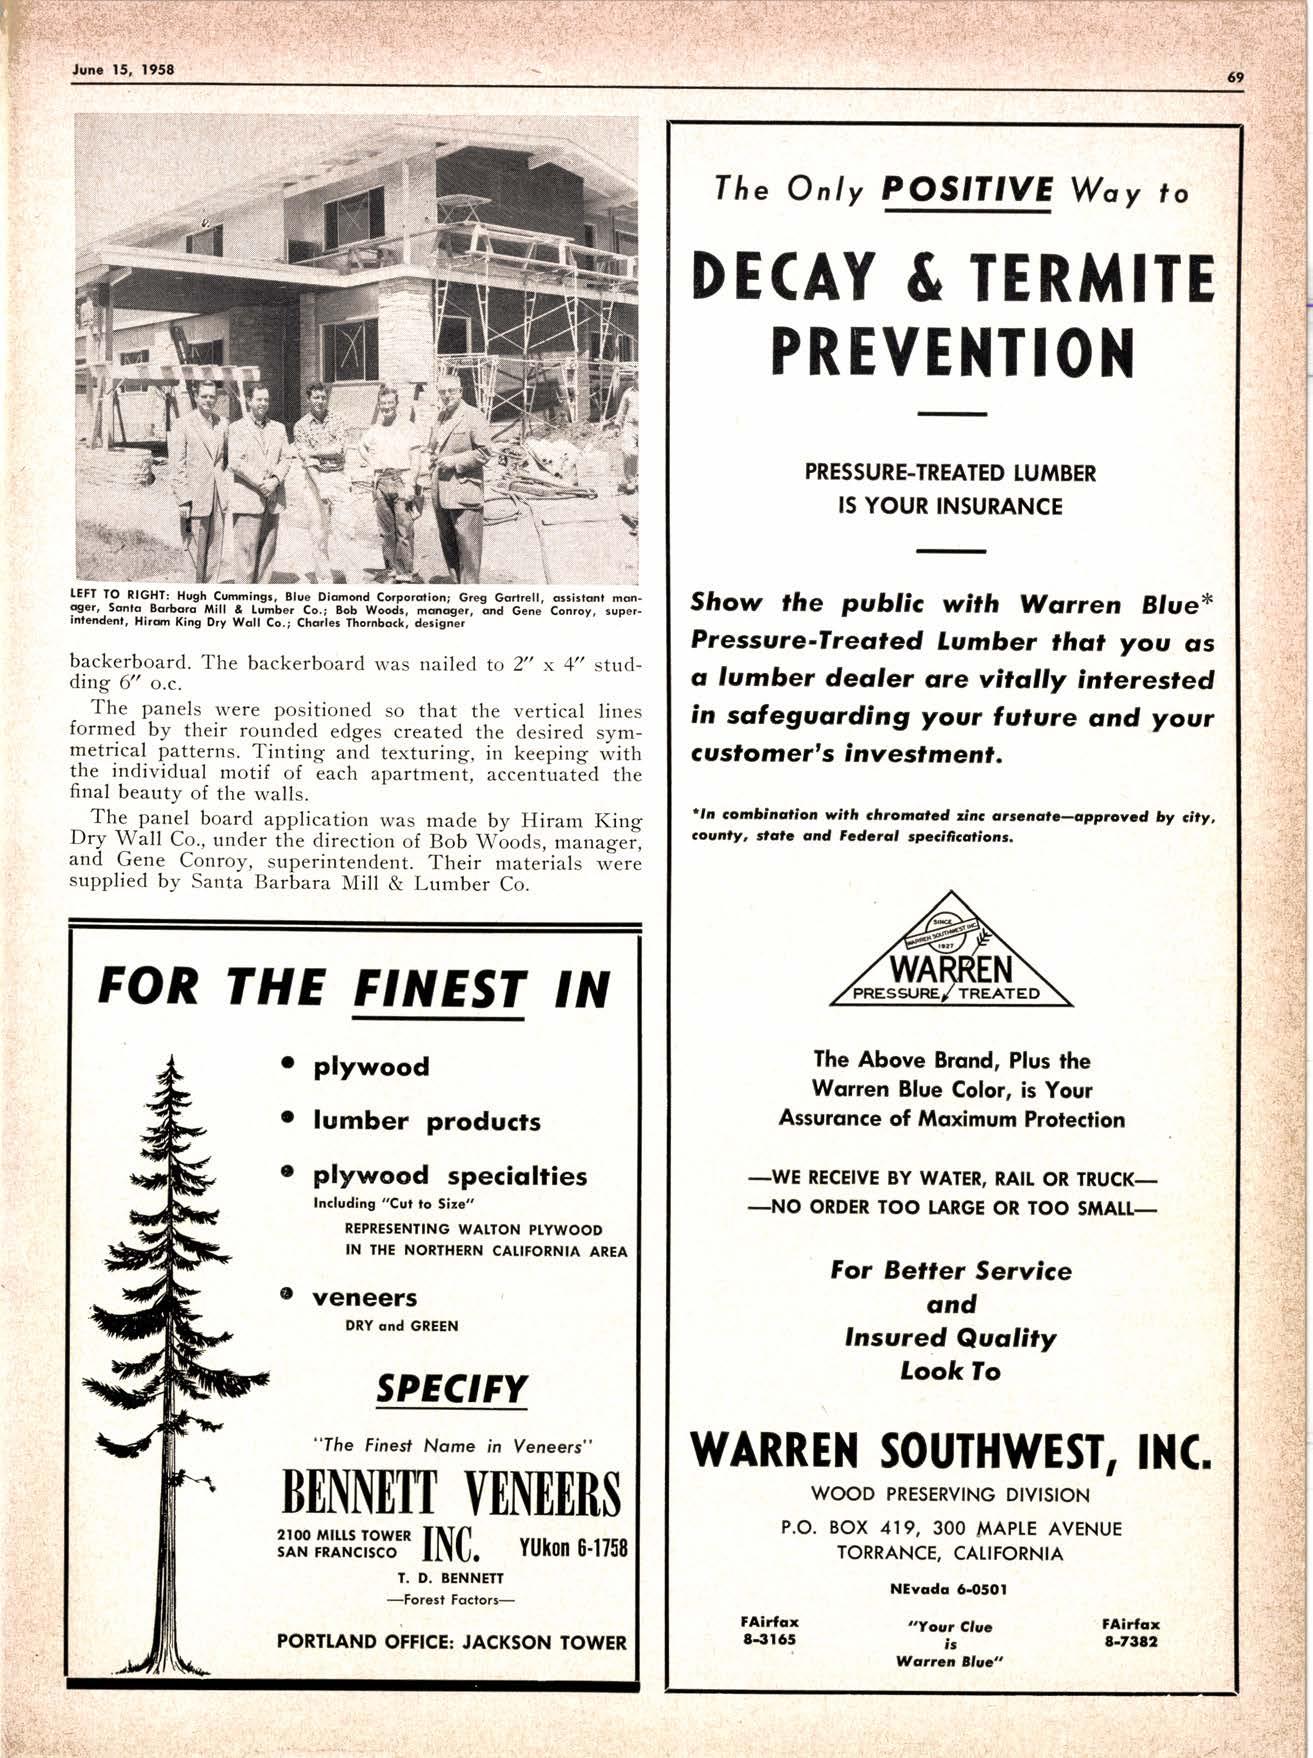 June 15, 1958
69
LEFT TO RIGHT: Hugh Cummings, Blue Diamond Corporation; Greg Gartrell, assistant man-
ager, Santa Barbara Mill & Lumber Co.; Bob Woods, manager, and Gene Conroy, super-
intendent, Hiram King Dry Wall Co.; Charles Thornback, designer
backerboard. The backerboard was nailed to 2″ x 4″ stud-
ding 6″ o.c.
The panels were positioned so that the vertical lines
formed by their rounded edges created the desired sym-
metrical patterns. Tinting and texturing, in keeping with
the individual motif of each apartment, accentuated the
final beauty of the walls.
The panel board application was made by Hiram King
Dry Wall Co., under the direction of Bob Woods, manager,
and Gene Conroy, superintendent. Their materials were
supplied by Santa Barbara Mill & Lumber Co.
FOR THE FINEST IN
• plywood
• lumber products
• plywood specialties
Including "Cut to Size"
REPRESENTING WALTON PLYWOOD
IN THE NORTHERN CALIFORNIA AREA
• veneers
DRY and GREEN
SPECIFY
"The Finest Name in Veneers"
BENNETT VENEERS
2100 MILLS TOWER
SAN FRANCISCO
INC.
YUkon 6-1758
T. D. BENNETT
—Forest Factors—
PORTLAND OFFICE: JACKSON TOWER
The Only POSITIVE Way to
DECAY & TERMITE
PREVENTION
PRESSURE-TREATED LUMBER
IS YOUR INSURANCE
Show the public with Warren Blue*
Pressure-Treated Lumber that you as
a lumber dealer are vitally interested
in safeguarding your future and your
customer's investment.
*In combination with chromated zinc arsenate—approved by city,
county, state and Federal specifications.
SINCE
WARREN SOUTHWEST INC.
1927
WARREN
PRESSURE TREATED
The Above Brand, Plus the
Warren Blue Color, is Your
Assurance of Maximum Protection
—WE RECEIVE BY WATER, RAIL OR TRUCK—
—NO ORDER TOO LARGE OR TOO SMALL—
For Better Service
and
Insured Quality
Look To
WARREN SOUTHWEST, INC.
WOOD PRESERVING DIVISION
P.O. BOX 419, 300 MAPLE AVENUE
TORRANCE, CALIFORNIA
NEvada 6-0501
FAirfax
8-3165
"Your Clue
is
Warren Blue"
FAirfax
8-7382